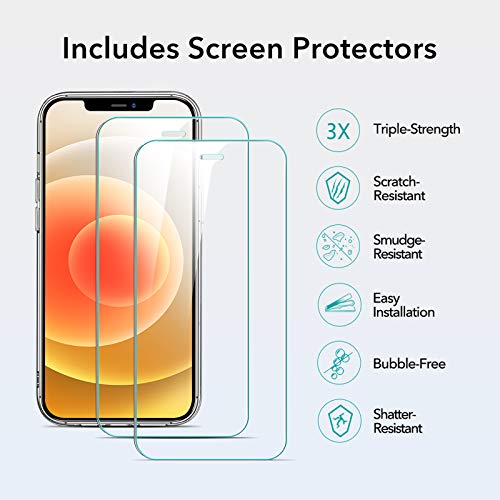 Includes Screen Protectors
3X
Triple-Strength
Scratch-
Resistant
Smudge-
Resistant
Easy
Installation
Bubble-Free
Shatter-
Resistant